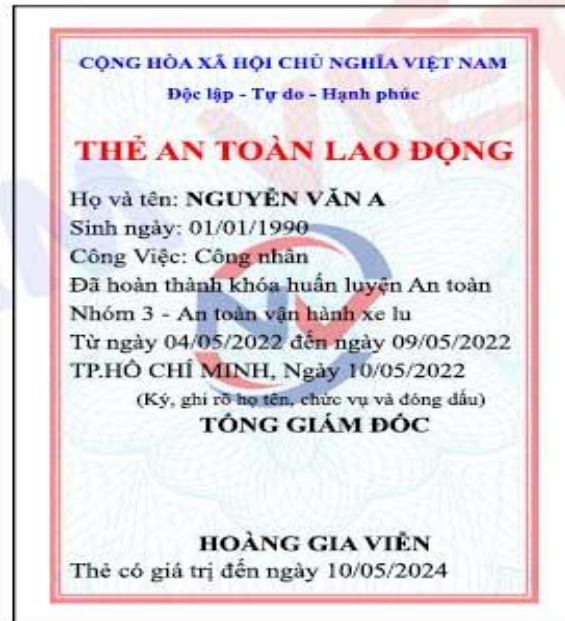 CỘNG HÒA XÃ HỘI CHỦ NGHĨA VIỆT NAM
Độc lập - Tự do - Hạnh phúc
THẺ AN TOÀN LAO ĐỘNG
Họ và tên: NGUYỄN VĂN A
Sinh ngày: 01/01/1990
Công Việc: Công nhân
Đã hoàn thành khóa huấn luyện An toàn
Nhóm 3 - An toàn vận hành xe lu
Từ ngày 04/05/2022 đến ngày 09/05/2022
TP.HỒ CHÍ MINH, Ngày 10/05/2022
(Ký, ghi rõ họ tên, chức vụ và đóng dấu)
TỔNG GIÁM ĐỐC
HOÀNG GIA VIỄN
Thẻ có giá trị đến ngày 10/05/2024